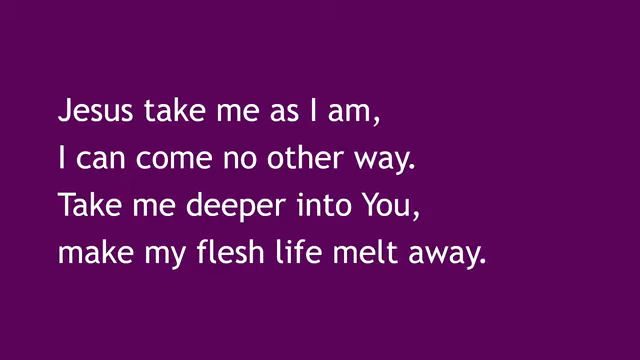 Jesus take me as I am,
I can come no other way.
Take me deeper into You,
make my flesh life melt away.